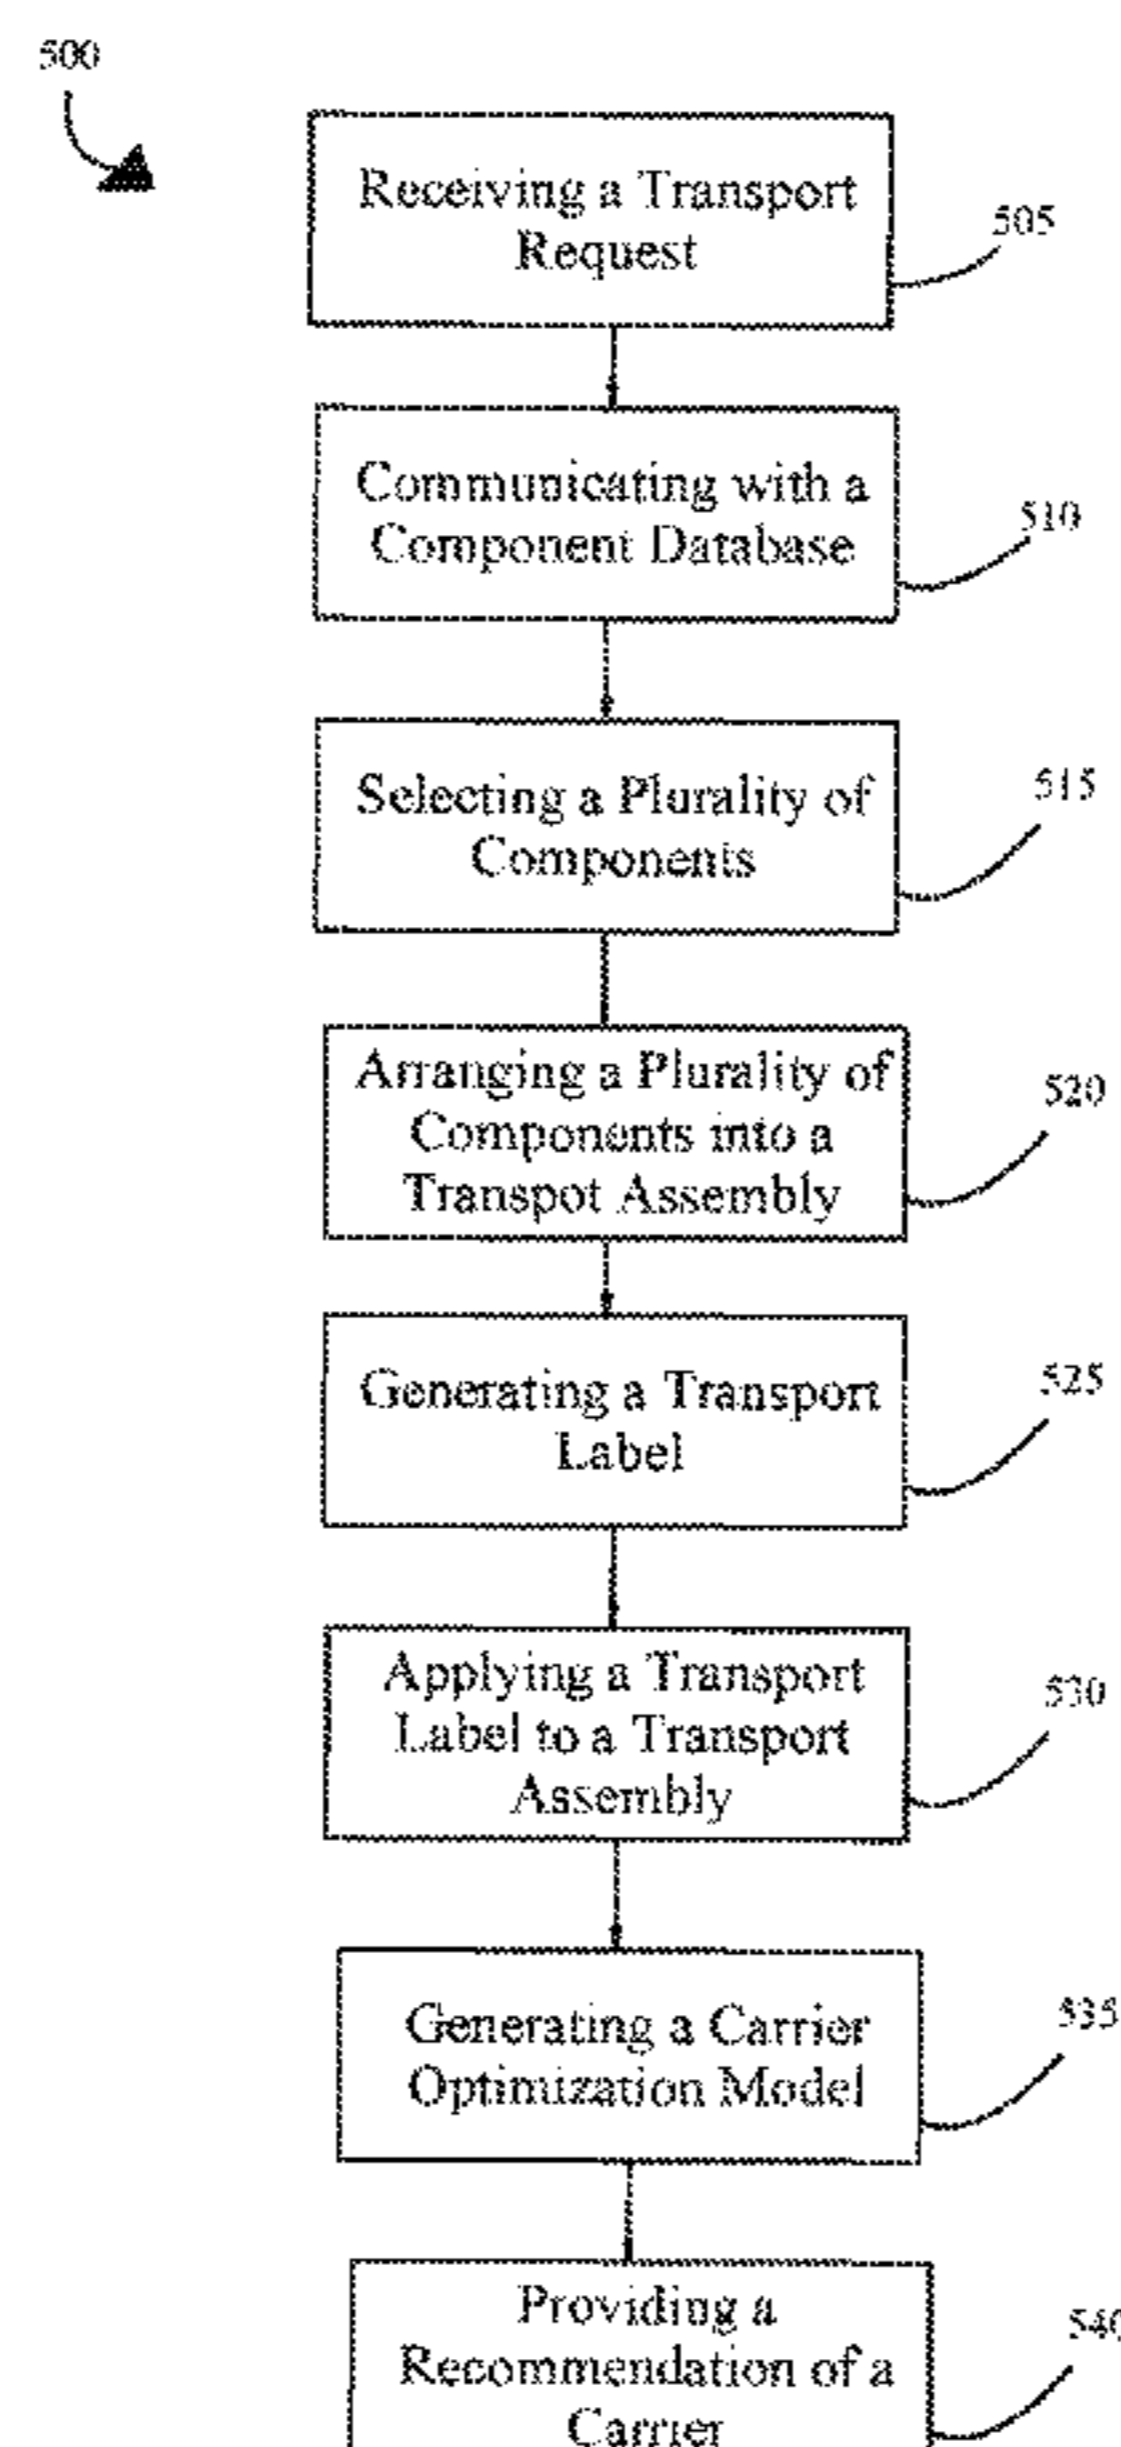 500
Receiving a Transport
Request
505
Communicating with a
Component Database
510
Selecting a Plurality of
Components
515
Arranging a Plurality of
Components into a
Transpot Assembly
520
Generating a Transport
Label
525
Applying a Transport
Label to a Transport
Assembly
530
Generating a Carrier
Optimization Model
535
Providing a
Recommendation of a
Carrier
540